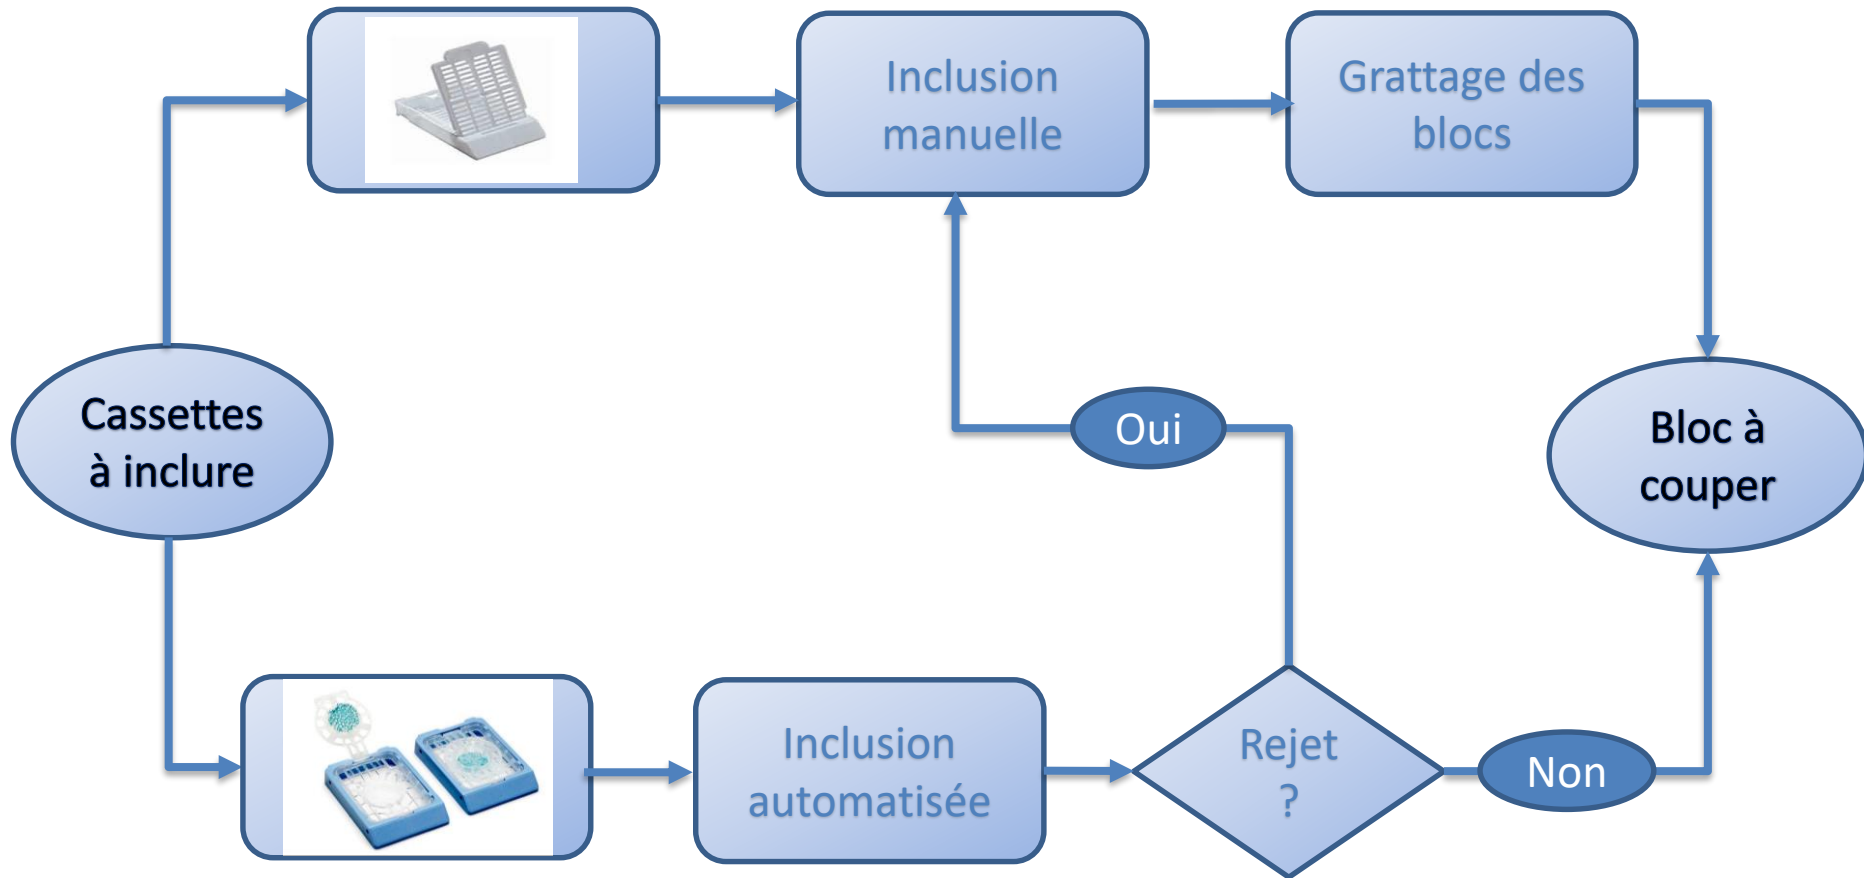 Inclusion
manuelle
Grattage des
blocs
Cassettes
à inclure
Oui
Bloc à
couper
Inclusion
automatisée
Rejet
?
Non